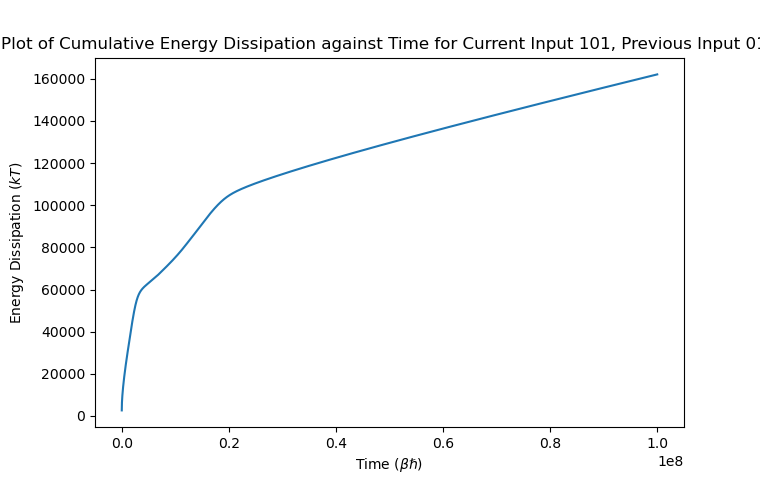 Plot of Cumulative Energy Dissipation against Time for Current Input 101, Previous Input 01
160000
140000
120000
100000
80000
60000
40000
20000
0
Energy Dissipation (kT)
0.0 0.2 0.4 0.6 0.8 1.0
1e8
Time (βℏ)